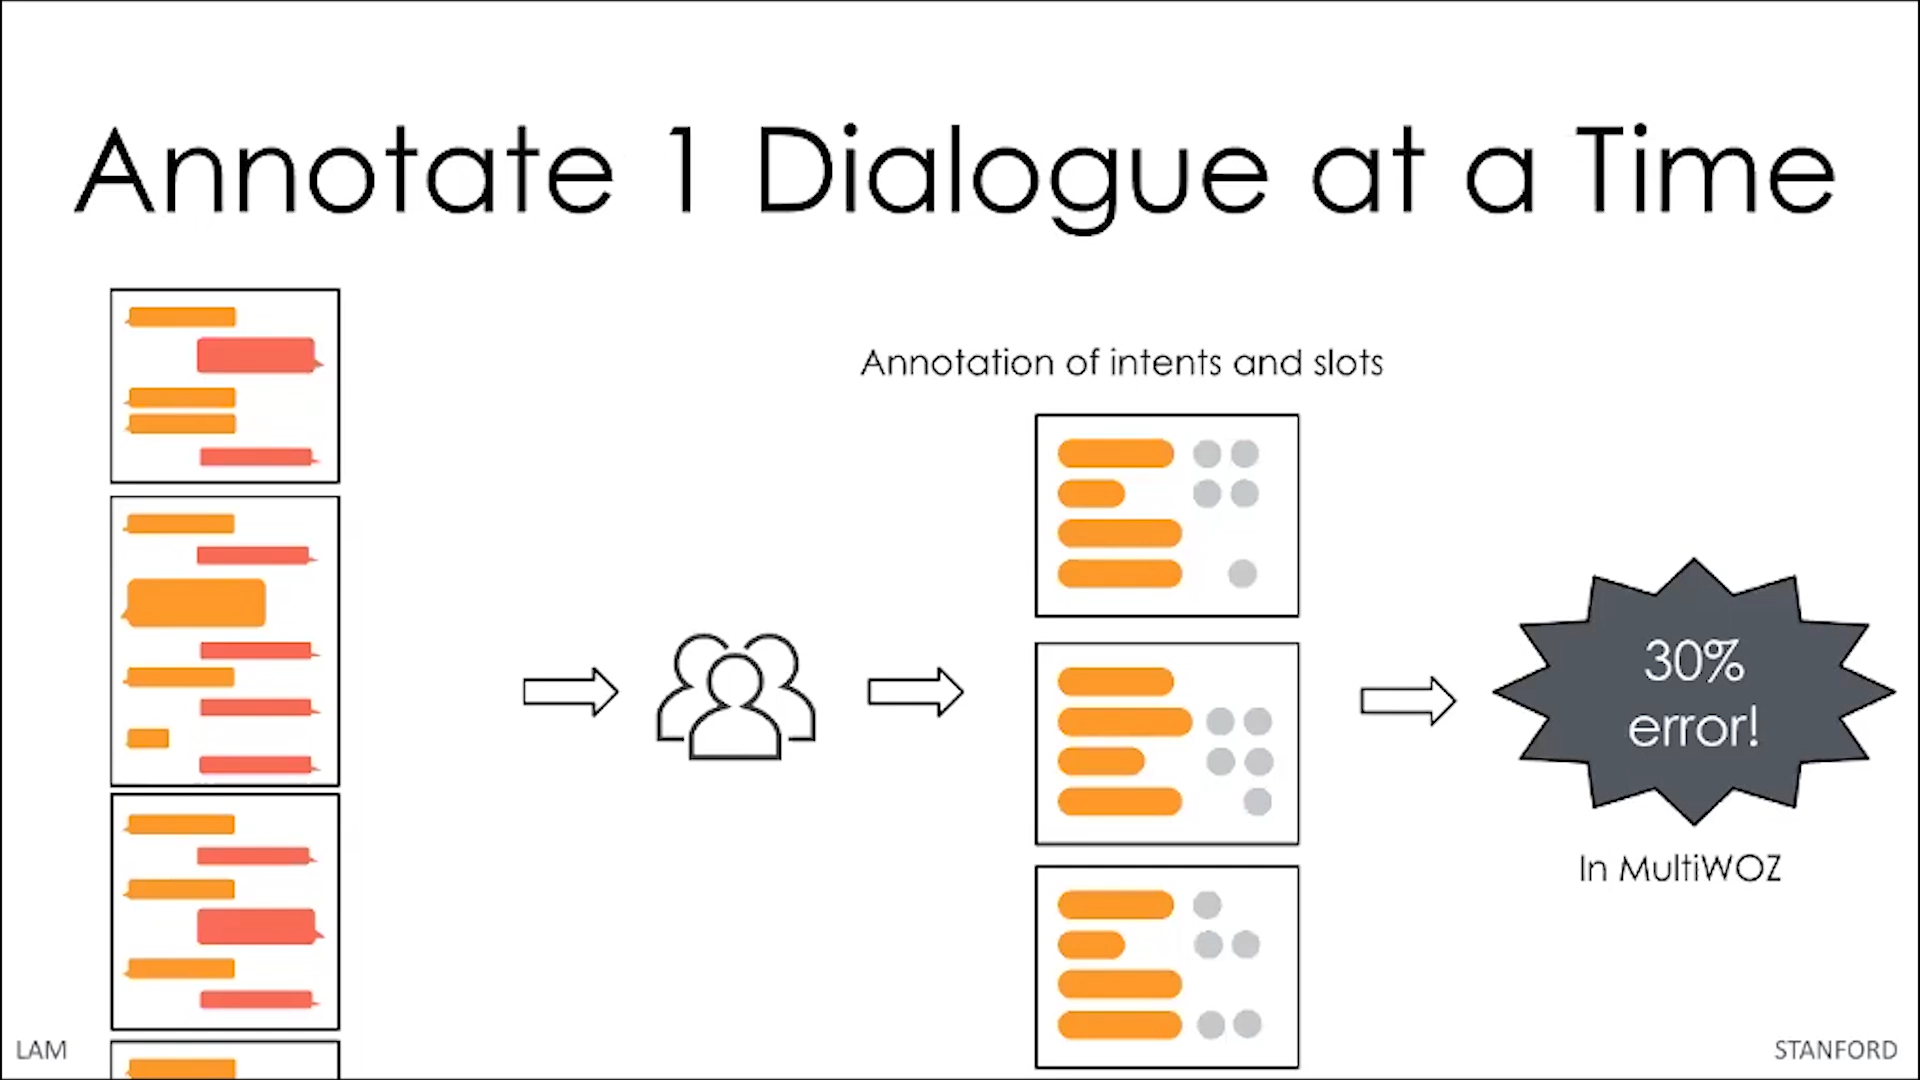 Annotate 1 Dialogue at a Time
Annotation of intents and slots
30%
error!
In MultiWOZ
LAM
STANFORD